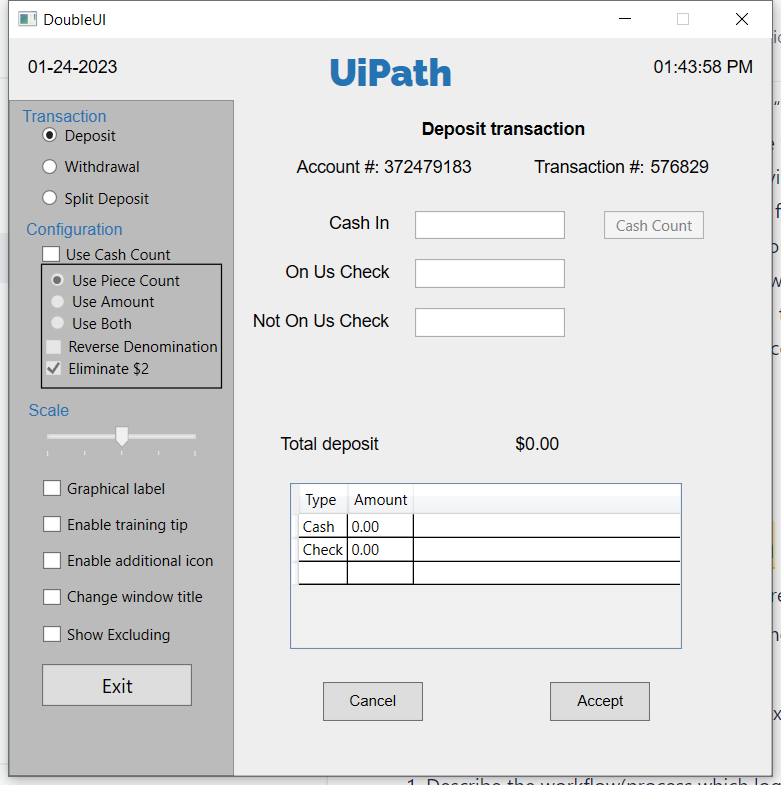 DoubleUI
01-24-2023
UiPath
01:43:58 PM
Transaction
Deposit
Withdrawal
Split Deposit
Configuration
Use Cash Count
Use Piece Count
Use Amount
Use Both
Reverse Denomination
Eliminate $2
Scale
Graphical label
Enable training tip
Enable additional icon
Change window title
Show Excluding
Exit
Deposit transaction
Account #: 372479183 Transaction #: 576829
Cash In Cash Count
On Us Check
Not On Us Check
Total deposit $0.00
Type Amount
Cash 0.00
Check 0.00
Cancel Accept
1. Describe the workflow(process which